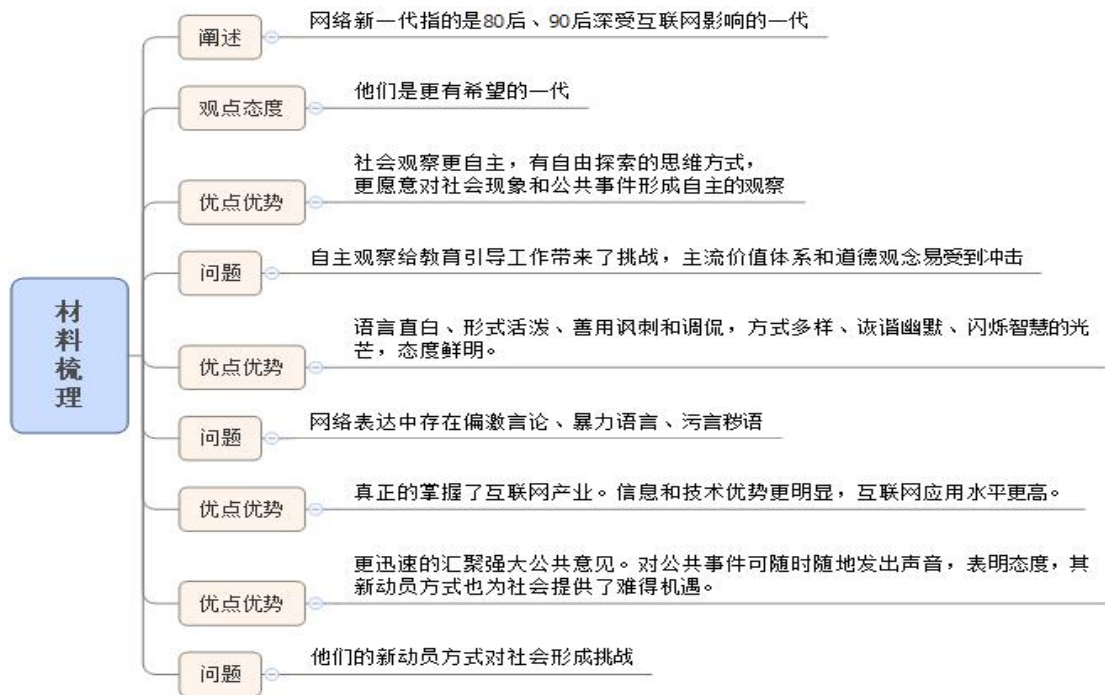 阐述
网络新一代指的是80后、90后深受互联网影响的一代
观点态度
他们是更有希望的一代
优点优势
社会观察更自主，有自由探索的思维方式，
更愿意对社会现象和公共事件形成自主的观察
问题
自主观察给教育引导工作带来了挑战，主流价值体系和道德观念易受到冲击
材
料
梳
理
优点优势
语言直白、形式活泼、善用讽刺和调侃，方式多样、诙谐幽默、闪烁智慧的光
芒，态度鲜明。
问题
网络表达中存在偏激言论、暴力语言、污言秽语
优点优势
真正的掌握了互联网产业。信息和技术优势更明显，互联网应用水平更高。
优点优势
更迅速的汇聚强大公共意见。对公共事件可随时随地发出声音，表明态度，其
新动员方式也为社会提供了难得机遇。
问题
他们的新动员方式对社会形成挑战